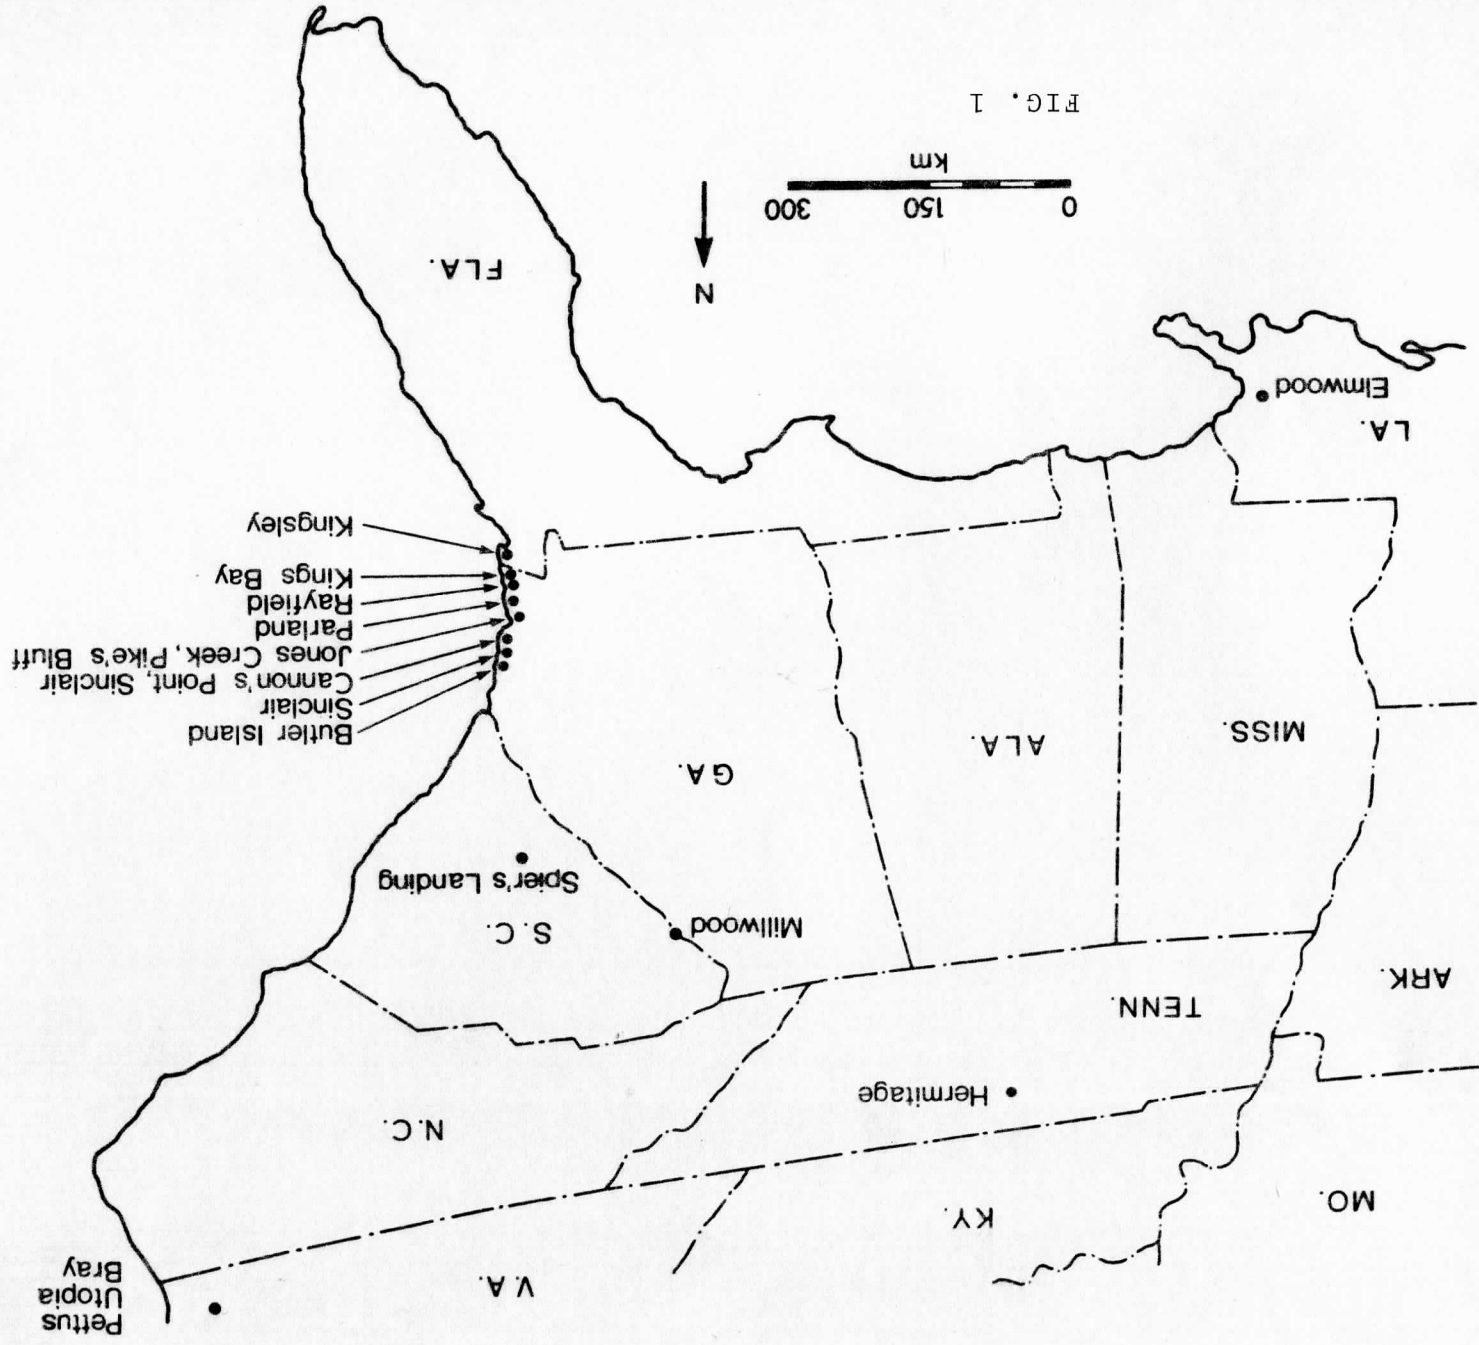 Pettus
Utopia
Bray
V.A.
KY.
MO.
N.C.
Hermitage
TENN.
ARK.
Millwood
S.C.
Spier's Landing
GA.
ALA.
MISS.
Butler Island
Sinclair
Cannon's Point, Sinclair
Jones Creek, Pike's Bluff
Parland
Rayfield
Kings Bay
Kingsley
LA.
Elmwood
FLA.
N
0 150 300
km
FIG. 1